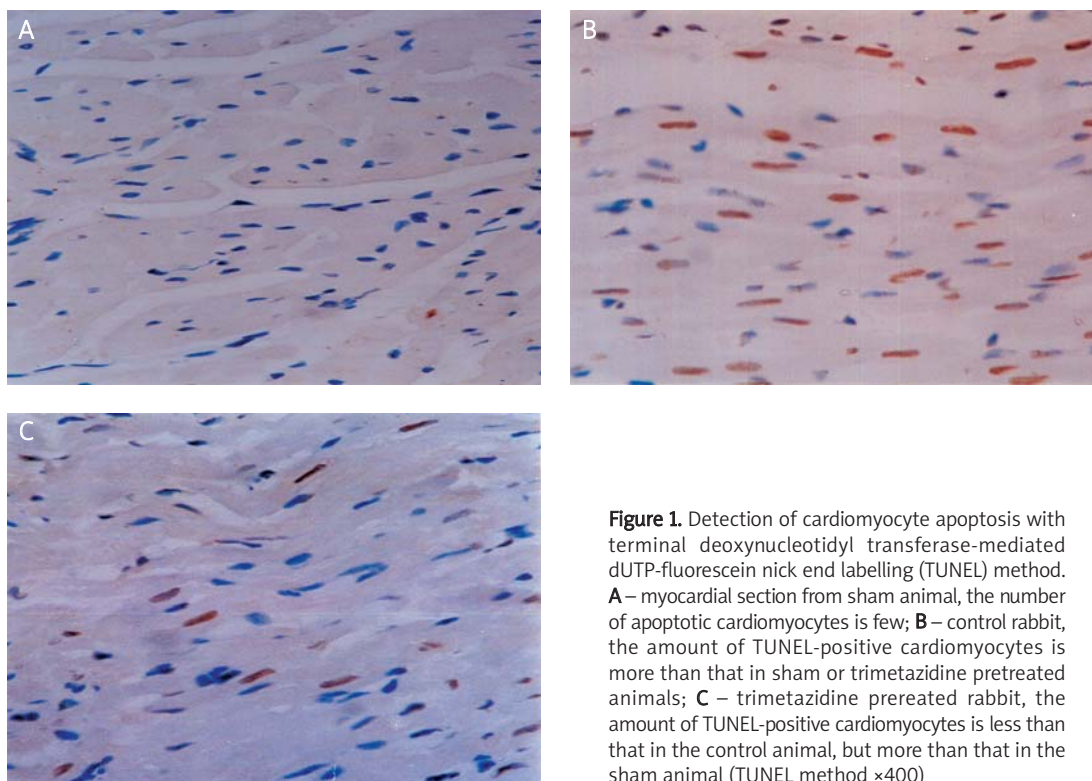 A
B
C
Figure 1. Detection of cardiomyocyte apoptosis with
terminal deoxynucleotidyl transferase-mediated
dUTP-fluorescein nick end labelling (TUNEL) method.
A – myocardial section from sham animal, the number
of apoptotic cardiomyocytes is few; B – control rabbit,
the amount of TUNEL-positive cardiomyocytes is
more than that in sham or trimetazidine pretreated
animals; C – trimetazidine prereated rabbit, the
amount of TUNEL-positive cardiomyocytes is less than
that in the control animal, but more than that in the
sham animal (TUNEL method ×400)